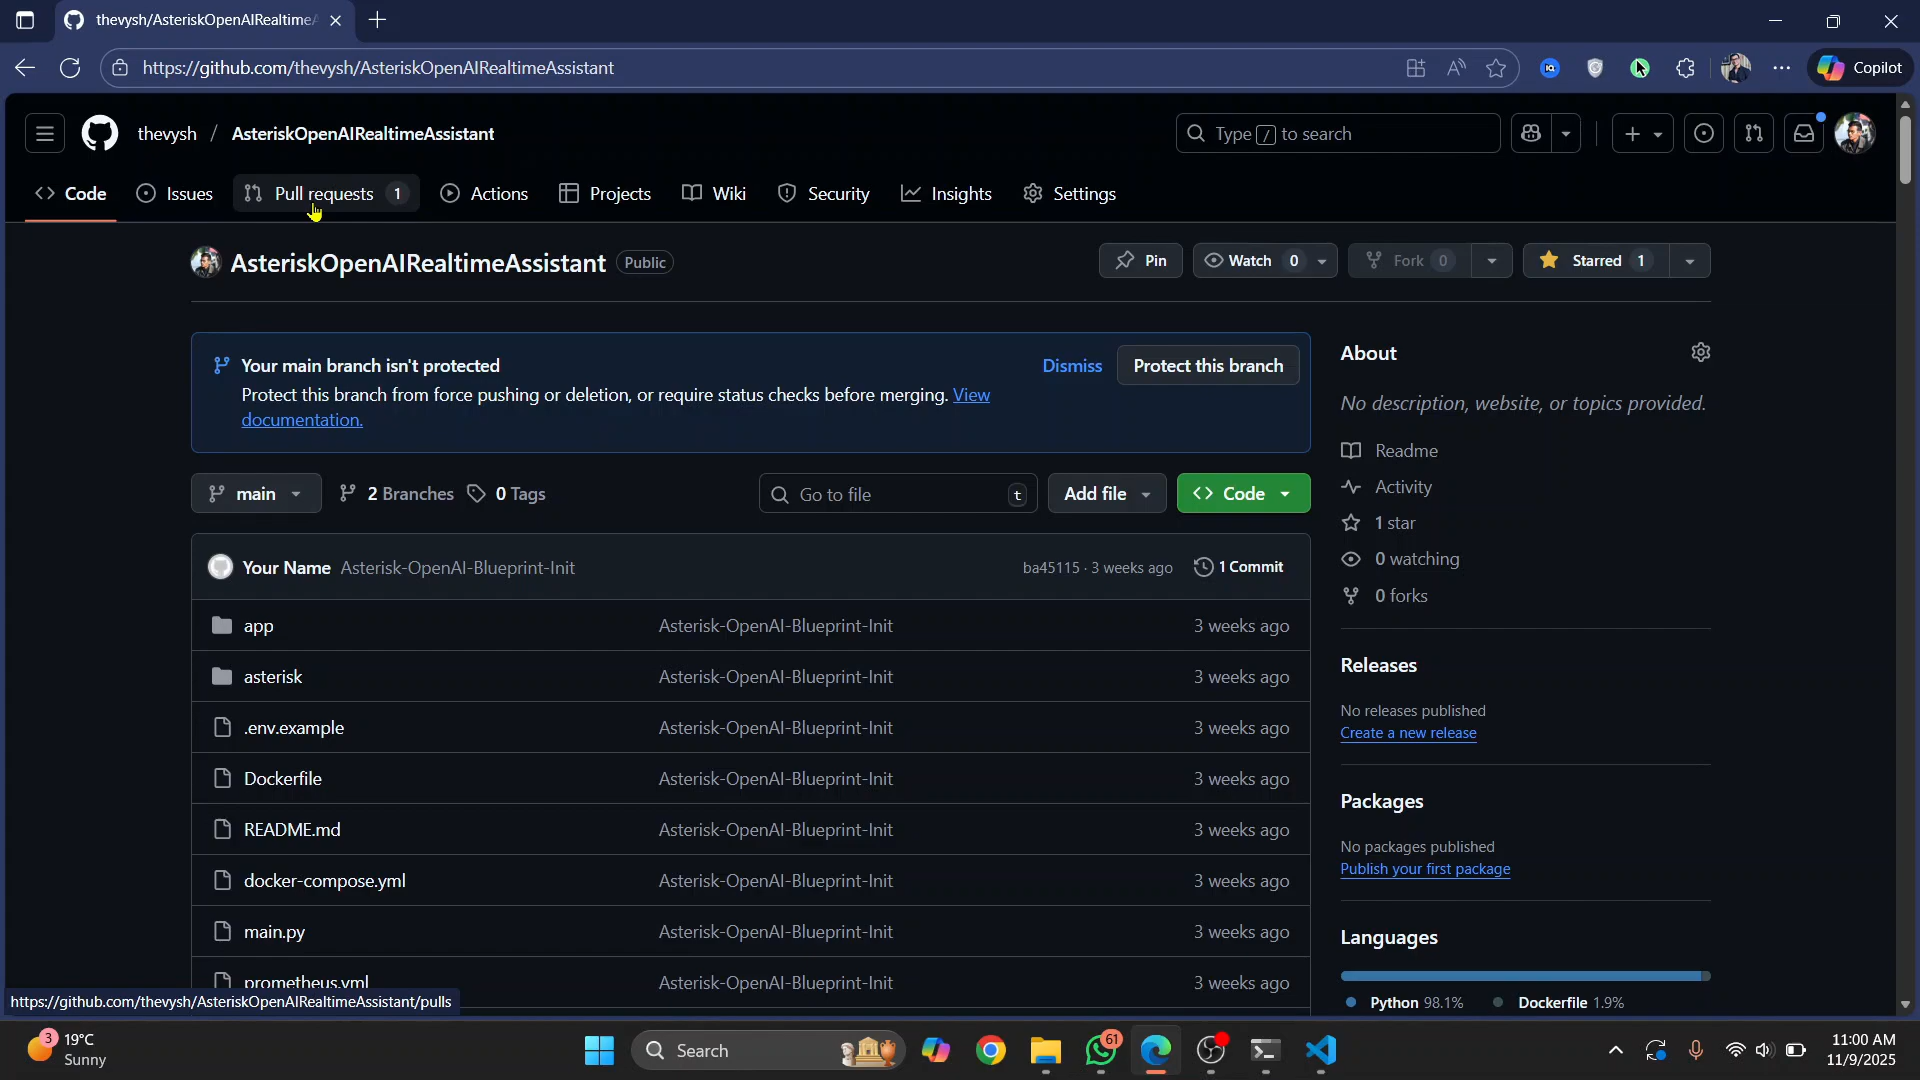 thevysh/AsteriskOpenAIRealtimeA
https://github.com/thevysh/AsteriskOpenAIRealtimeAssistant
Copilot
thevysh / AsteriskOpenAIRealtimeAssistant
Type / to search
Code
Issues
Pull requests 1
Actions
Projects
Wiki
Security
Insights
Settings
AsteriskOpenAIRealtimeAssistant Public
Pin
Watch 0
Fork 0
Starred 1
Your main branch isn't protected
Dismiss
Protect this branch
Protect this branch from force pushing or deletion, or require status checks before merging. View
documentation.
About
No description, website, or topics provided.
Readme
Activity
1 star
0 watching
0 forks
main
2 Branches
0 Tags
Go to file
t
Add file
Code
Your Name Asterisk-OpenAI-Blueprint-Init ba45115 · 3 weeks ago 1 Commit
app Asterisk-OpenAI-Blueprint-Init 3 weeks ago
asterisk Asterisk-OpenAI-Blueprint-Init 3 weeks ago
.env.example Asterisk-OpenAI-Blueprint-Init 3 weeks ago
Dockerfile Asterisk-OpenAI-Blueprint-Init 3 weeks ago
README.md Asterisk-OpenAI-Blueprint-Init 3 weeks ago
docker-compose.yml Asterisk-OpenAI-Blueprint-Init 3 weeks ago
main.py Asterisk-OpenAI-Blueprint-Init 3 weeks ago
prometheus.yml Asterisk-OpenAI-Blueprint-Init 3 weeks ago
Releases
No releases published
Create a new release
Packages
No packages published
Publish your first package
Languages
Python 98.1%
Dockerfile 1.9%
https://github.com/thevysh/AsteriskOpenAIRealtimeAssistant/pulls
3
19°C
Sunny
Search
61
11:00 AM
11/9/2025